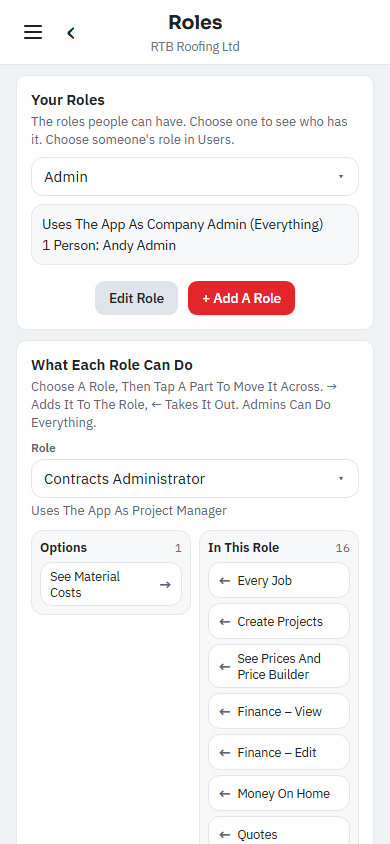 Roles
RTB Roofing Ltd
Your Roles
The roles people can have. Choose one to see who has
it. Choose someone's role in Users.
Admin
Uses The App As Company Admin (Everything)
1 Person: Andy Admin
Edit Role
+ Add A Role
What Each Role Can Do
Choose A Role, Then Tap A Part To Move It Across. →
Adds It To The Role, ← Takes It Out. Admins Can Do
Everything.
Role
Contracts Administrator
Uses The App As Project Manager
Options 1
See Material
Costs →
In This Role 16
← Every Job
← Create Projects
← See Prices And
Price Builder
← Finance – View
← Finance – Edit
← Money On Home
← Quotes